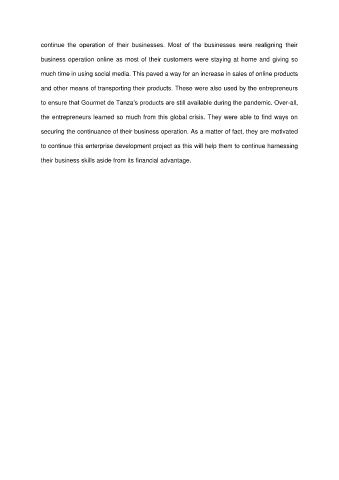 continue the operation of their businesses. Most of the businesses were realigning their
business operation online as most of their customers were staying at home and giving so
much time in using social media. This paved a way for an increase in sales of online products
and other means of transporting their products. These were also used by the entrepreneurs
to ensure that Gourmet de Tanza's products are still available during the pandemic. Over-all,
the entrepreneurs learned so much from this global crisis. They were able to find ways on
securing the continuance of their business operation. As a matter of fact, they are motivated
to continue this enterprise development project as this will help them to continue harnessing
their business skills aside from its financial advantage.